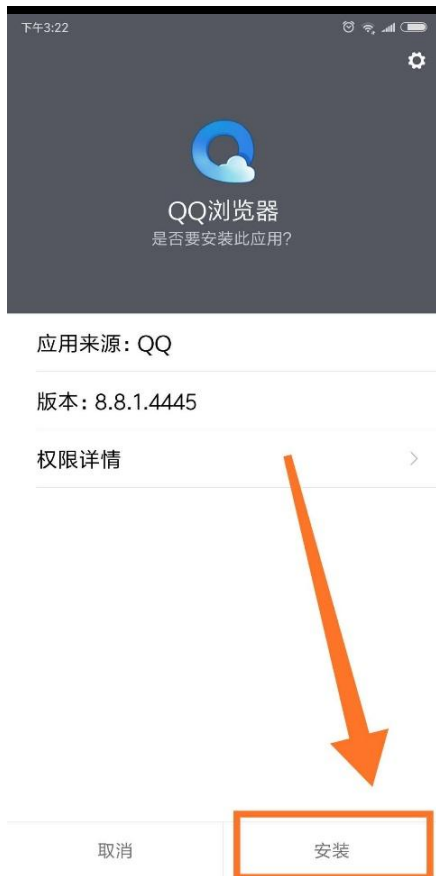 下午3:22
QQ浏览器
是否要安装此应用?
应用来源：QQ
版本：8.8.1.4445
权限详情
取消
安装